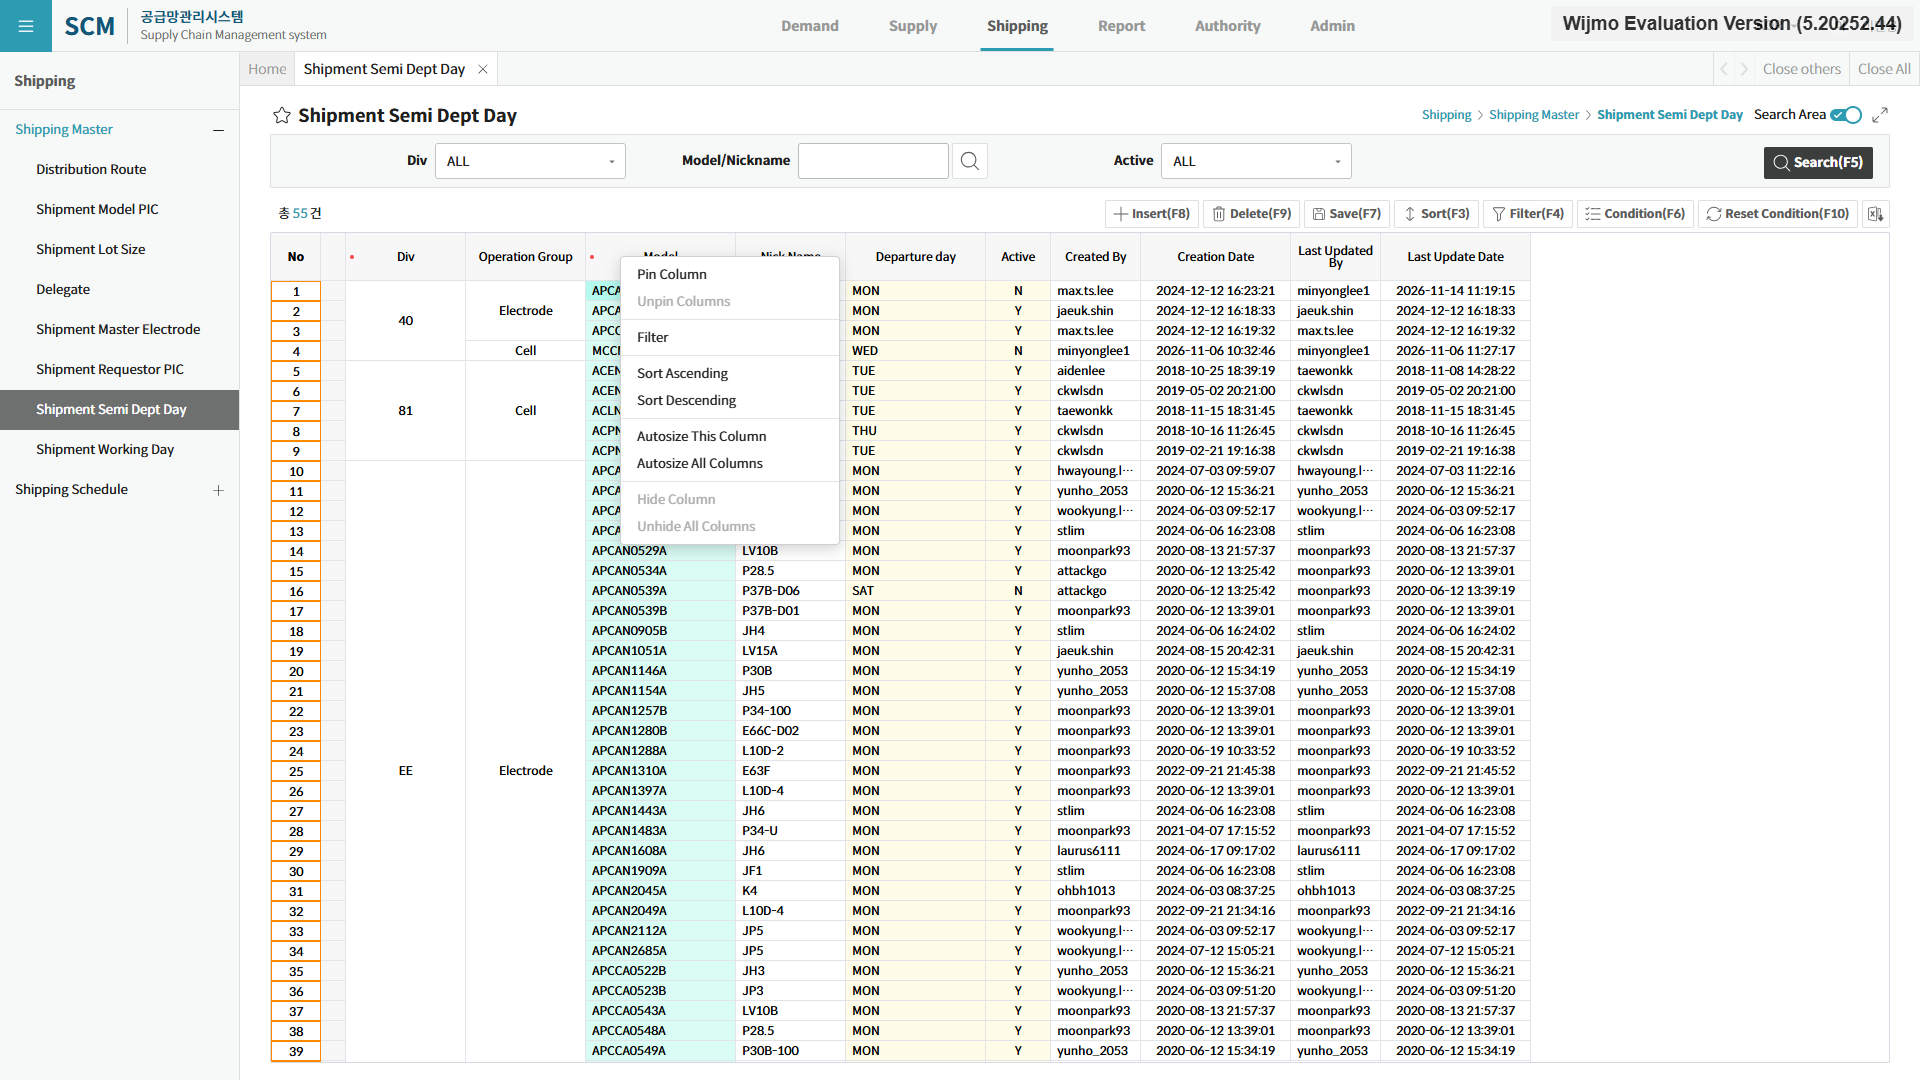 SCM
공급망관리시스템
Supply Chain Management system
Demand
Supply
Shipping
Report
Authority
Admin
Wijmo Evaluation Version (5.20252.44)
Shipping
Home
Shipment Semi Dept Day
Close others
Close All
Shipping Master
Distribution Route
Shipment Model PIC
Shipment Lot Size
Delegate
Shipment Master Electrode
Shipment Requestor PIC
Shipment Semi Dept Day
Shipment Working Day
Shipping Schedule
Shipment Semi Dept Day
Shipping > Shipping Master > Shipment Semi Dept Day
Search Area
Div ALL
Model/Nickname
Active ALL
Search(F5)
총 55 건
Insert(F8)
Delete(F9)
Save(F7)
Sort(F3)
Filter(F4)
Condition(F6)
Reset Condition(F10)
No Div Operation Group Model Nick Name Departure day Active Created By Creation Date Last Updated By Last Update Date
Pin Column
Unpin Columns
Filter
Sort Ascending
Sort Descending
Autosize This Column
Autosize All Columns
Hide Column
Unhide All Columns
40
Electrode
Cell
81
Cell
EE
Electrode
1 MON N max.ts.lee 2024-12-12 16:23:21 minyonglee1 2026-11-14 11:19:15
2 MON Y jaeuk.shin 2024-12-12 16:18:33 jaeuk.shin 2024-12-12 16:18:33
3 MON Y max.ts.lee 2024-12-12 16:19:32 max.ts.lee 2024-12-12 16:19:32
4 WED N minyonglee1 2026-11-06 10:32:46 minyonglee1 2026-11-06 11:27:17
5 TUE Y aidenlee 2018-10-25 18:39:19 taewonkk 2018-11-08 14:28:22
6 TUE Y ckwlsdn 2019-05-02 20:21:00 ckwlsdn 2019-05-02 20:21:00
7 TUE Y taewonkk 2018-11-15 18:31:45 taewonkk 2018-11-15 18:31:45
8 THU Y ckwlsdn 2018-10-16 11:26:45 ckwlsdn 2018-10-16 11:26:45
9 TUE Y ckwlsdn 2019-02-21 19:16:38 ckwlsdn 2019-02-21 19:16:38
10 MON Y hwayoung.l··· 2024-07-03 09:59:07 hwayoung.l··· 2024-07-03 11:22:16
11 MON Y yunho_2053 2020-06-12 15:36:21 yunho_2053 2020-06-12 15:36:21
12 MON Y wookyung.l··· 2024-06-03 09:52:17 wookyung.l··· 2024-06-03 09:52:17
13 MON Y stlim 2024-06-06 16:23:08 stlim 2024-06-06 16:23:08
14 APCAN0529A LV10B MON Y moonpark93 2020-08-13 21:57:37 moonpark93 2020-08-13 21:57:37
15 APCAN0534A P28.5 MON Y attackgo 2020-06-12 13:25:42 moonpark93 2020-06-12 13:39:01
16 APCAN0539A P37B-D06 SAT N attackgo 2020-06-12 13:25:42 moonpark93 2020-06-12 13:39:19
17 APCAN0539B P37B-D01 MON Y moonpark93 2020-06-12 13:39:01 moonpark93 2020-06-12 13:39:01
18 APCAN0905B JH4 MON Y stlim 2024-06-06 16:24:02 stlim 2024-06-06 16:24:02
19 APCAN1051A LV15A MON Y jaeuk.shin 2024-08-15 20:42:31 jaeuk.shin 2024-08-15 20:42:31
20 APCAN1146A P30B MON Y yunho_2053 2020-06-12 15:34:19 yunho_2053 2020-06-12 15:34:19
21 APCAN1154A JH5 MON Y yunho_2053 2020-06-12 15:37:08 yunho_2053 2020-06-12 15:37:08
22 APCAN1257B P34-100 MON Y moonpark93 2020-06-12 13:39:01 moonpark93 2020-06-12 13:39:01
23 APCAN1280B E66C-D02 MON Y moonpark93 2020-06-12 13:39:01 moonpark93 2020-06-12 13:39:01
24 APCAN1288A L10D-2 MON Y moonpark93 2020-06-19 10:33:52 moonpark93 2020-06-19 10:33:52
25 APCAN1310A E63F MON Y moonpark93 2022-09-21 21:45:38 moonpark93 2022-09-21 21:45:52
26 APCAN1397A L10D-4 MON Y moonpark93 2020-06-12 13:39:01 moonpark93 2020-06-12 13:39:01
27 APCAN1443A JH6 MON Y stlim 2024-06-06 16:23:08 stlim 2024-06-06 16:23:08
28 APCAN1483A P34-U MON Y moonpark93 2021-04-07 17:15:52 moonpark93 2021-04-07 17:15:52
29 APCAN1608A JH6 MON Y laurus6111 2024-06-17 09:17:02 laurus6111 2024-06-17 09:17:02
30 APCAN1909A JF1 MON Y stlim 2024-06-06 16:23:08 stlim 2024-06-06 16:23:08
31 APCAN2045A K4 MON Y ohbh1013 2024-06-03 08:37:25 ohbh1013 2024-06-03 08:37:25
32 APCAN2049A L10D-4 MON Y moonpark93 2022-09-21 21:34:16 moonpark93 2022-09-21 21:34:16
33 APCAN2112A JP5 MON Y wookyung.l··· 2024-06-03 09:52:17 wookyung.l··· 2024-06-03 09:52:17
34 APCAN2685A JP5 MON Y wookyung.l··· 2024-07-12 15:05:21 wookyung.l··· 2024-07-12 15:05:21
35 APCCA0522B JH3 MON Y yunho_2053 2020-06-12 15:36:21 yunho_2053 2020-06-12 15:36:21
36 APCCA0523B JP3 MON Y wookyung.l··· 2024-06-03 09:51:20 wookyung.l··· 2024-06-03 09:51:20
37 APCCA0543A LV10B MON Y moonpark93 2020-08-13 21:57:37 moonpark93 2020-08-13 21:57:37
38 APCCA0548A P28.5 MON Y moonpark93 2020-06-12 13:39:01 moonpark93 2020-06-12 13:39:01
39 APCCA0549A P30B-100 MON Y yunho_2053 2020-06-12 15:34:19 yunho_2053 2020-06-12 15:34:19